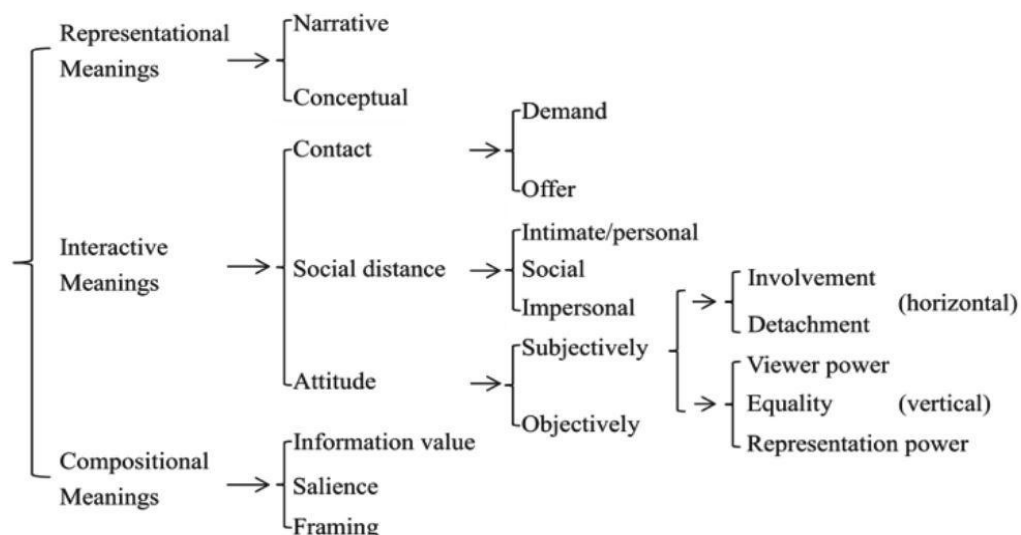 Representational
Meanings
Narrative
Conceptual
Interactive
Meanings
Contact
Demand
Offer
Social distance
Intimate/personal
Social
Impersonal
Attitude
Subjectively
Involvement
Detachment
(horizontal)
Viewer power
Equality
(vertical)
Representation power
Objectively
Compositional
Meanings
Information value
Salience
Framing